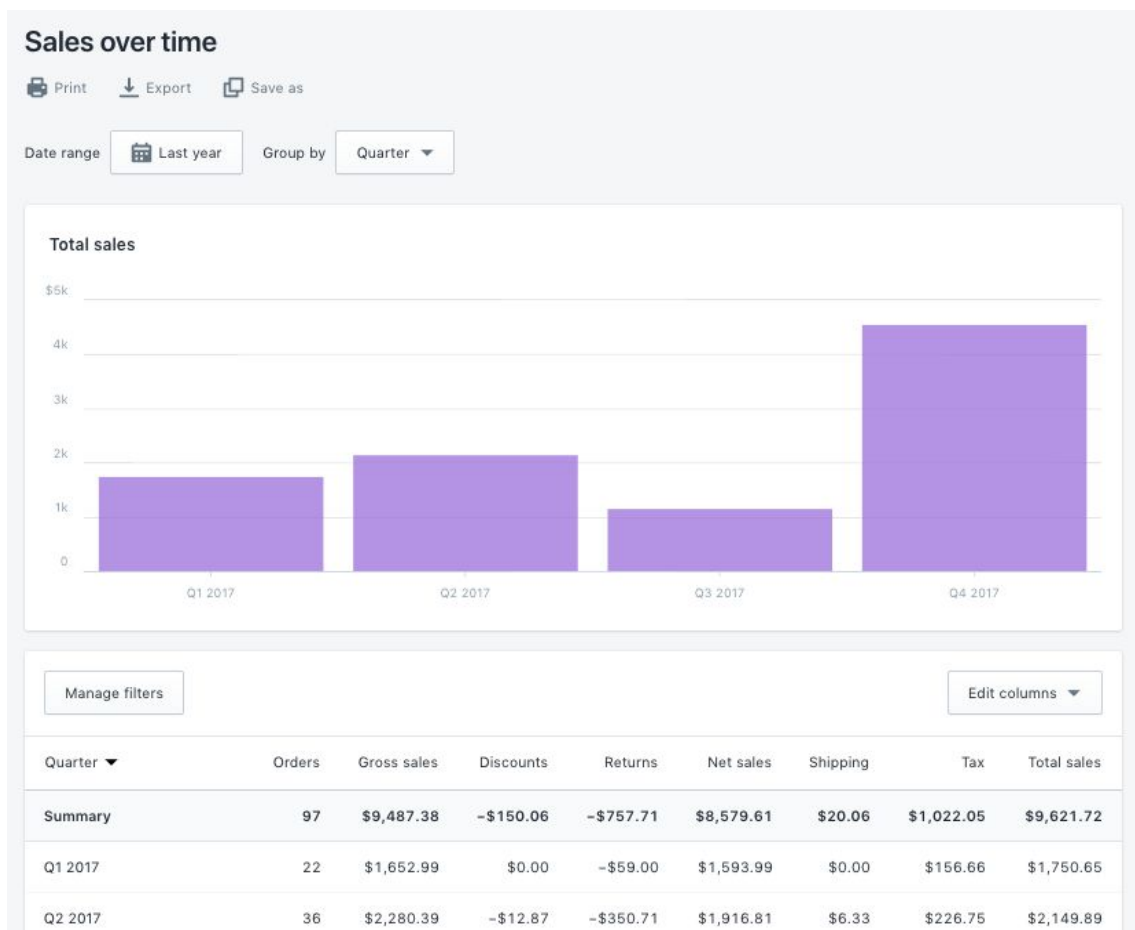 Sales over time
Print Export Save as
Date range Last year Group by Quarter
Total sales
$5k
4k
3k
2k
1k
0
Q1 2017 Q2 2017 Q3 2017 Q4 2017
Manage filters Edit columns
Quarter Orders Gross sales Discounts Returns Net sales Shipping Tax Total sales
Summary 97 $9,487.38 −$150.06 −$757.71 $8,579.61 $20.06 $1,022.05 $9,621.72
Q1 2017 22 $1,652.99 $0.00 −$59.00 $1,593.99 $0.00 $156.66 $1,750.65
Q2 2017 36 $2,280.39 −$12.87 −$350.71 $1,916.81 $6.33 $226.75 $2,149.89